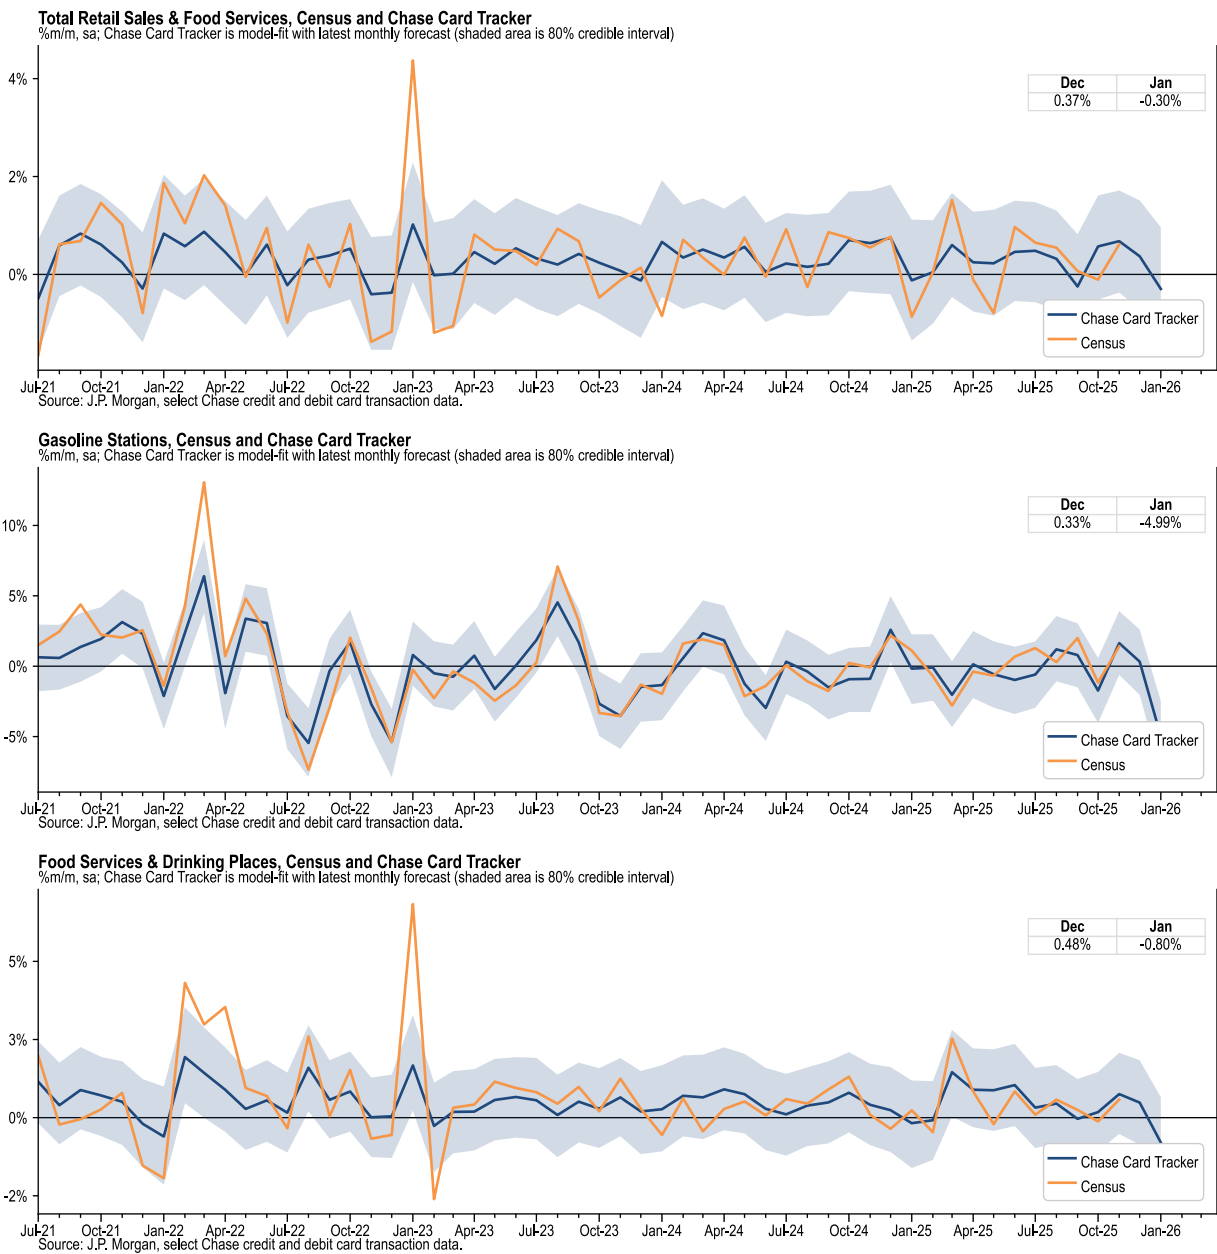 Total Retail Sales & Food Services, Census and Chase Card Tracker
%m/m, sa; Chase Card Tracker is model-fit with latest monthly forecast (shaded area is 80% credible interval)
4%
2%
0%
Dec Jan
0.37% -0.30%
Chase Card Tracker
Census
Jul-21 Oct-21 Jan-22 Apr-22 Jul-22 Oct-22 Jan-23 Apr-23 Jul-23 Oct-23 Jan-24 Apr-24 Jul-24 Oct-24 Jan-25 Apr-25 Jul-25 Oct-25 Jan-26
Source: J.P. Morgan, select Chase credit and debit card transaction data.
Gasoline Stations, Census and Chase Card Tracker
%m/m, sa; Chase Card Tracker is model-fit with latest monthly forecast (shaded area is 80% credible interval)
10%
5%
0%
-5%
Dec Jan
0.33% -4.99%
Chase Card Tracker
Census
Jul-21 Oct-21 Jan-22 Apr-22 Jul-22 Oct-22 Jan-23 Apr-23 Jul-23 Oct-23 Jan-24 Apr-24 Jul-24 Oct-24 Jan-25 Apr-25 Jul-25 Oct-25 Jan-26
Source: J.P. Morgan, select Chase credit and debit card transaction data.
Food Services & Drinking Places, Census and Chase Card Tracker
%m/m, sa; Chase Card Tracker is model-fit with latest monthly forecast (shaded area is 80% credible interval)
5%
3%
0%
-2%
Dec Jan
0.48% -0.80%
Chase Card Tracker
Census
Jul-21 Oct-21 Jan-22 Apr-22 Jul-22 Oct-22 Jan-23 Apr-23 Jul-23 Oct-23 Jan-24 Apr-24 Jul-24 Oct-24 Jan-25 Apr-25 Jul-25 Oct-25 Jan-26
Source: J.P. Morgan, select Chase credit and debit card transaction data.